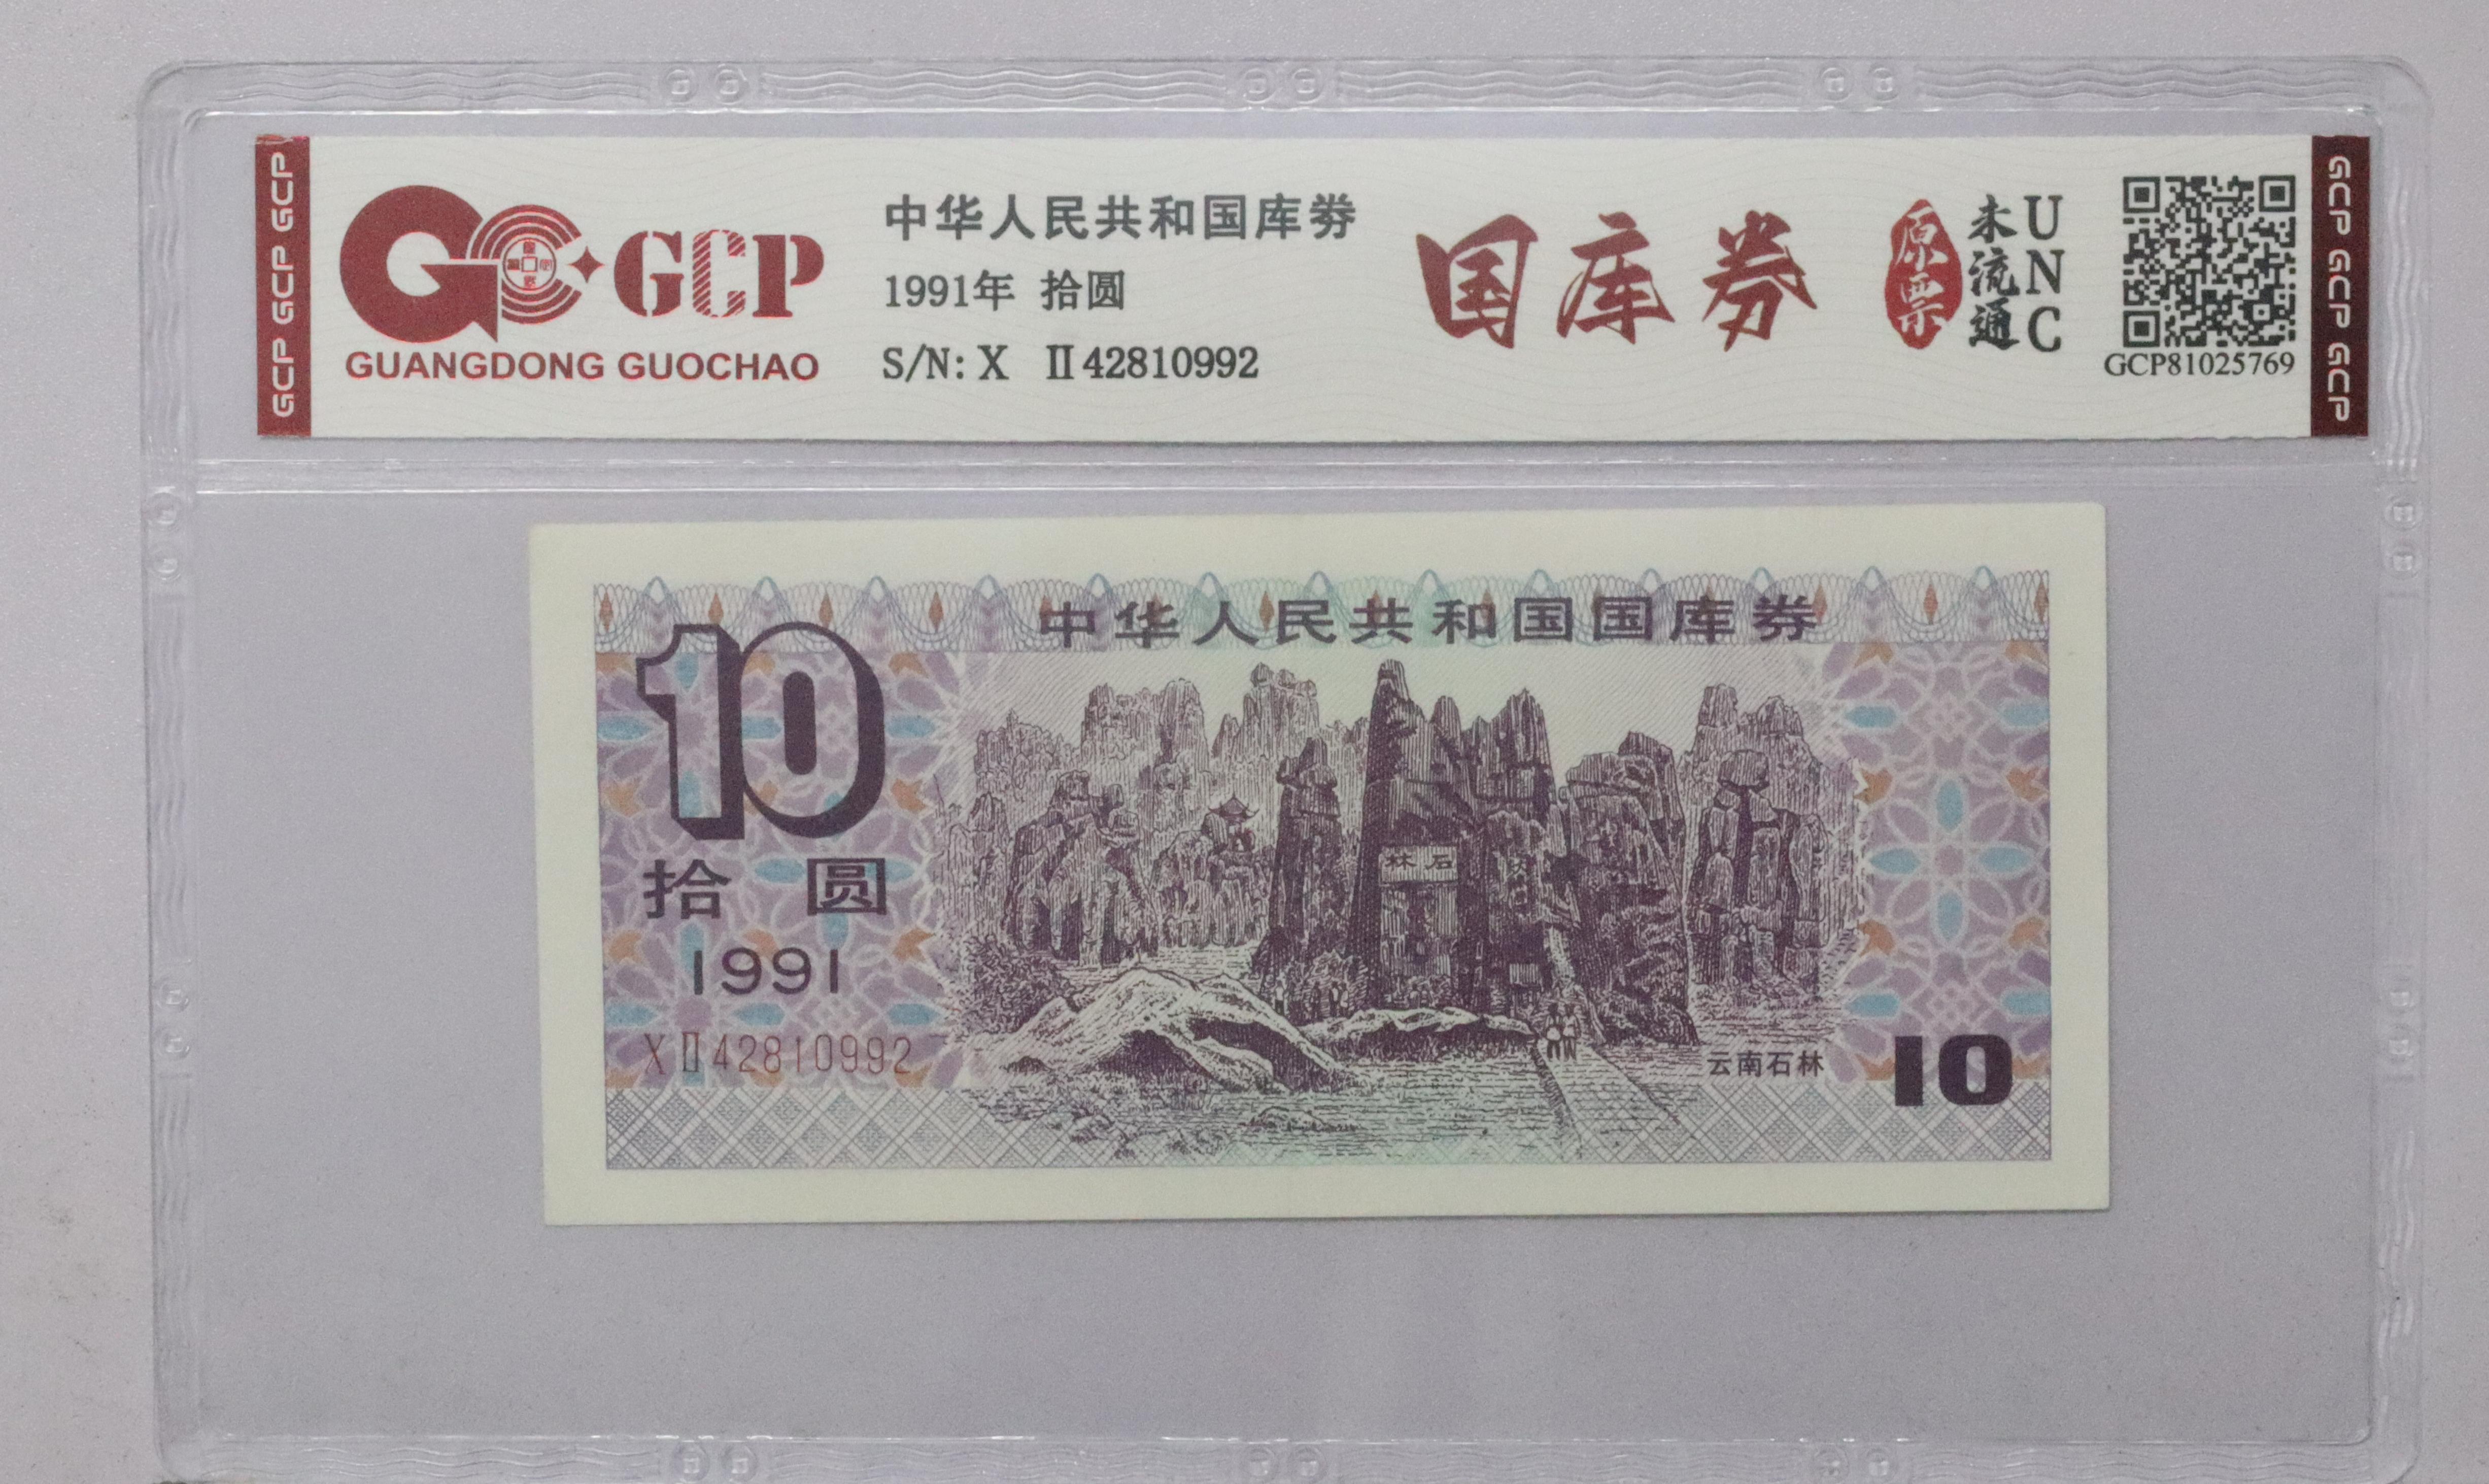 GCP GCP GCP
GCP
GUANGDONG GUOCHAO
中华人民共和国库券
1991年 拾圆
S/N: X Ⅱ42810992
国库券
原票
未流通
UNC
GCP81025769
GCP GCP GCP
中华人民共和国国库券
10
拾圆
1991
XⅡ42810992
林石
云南石林
10